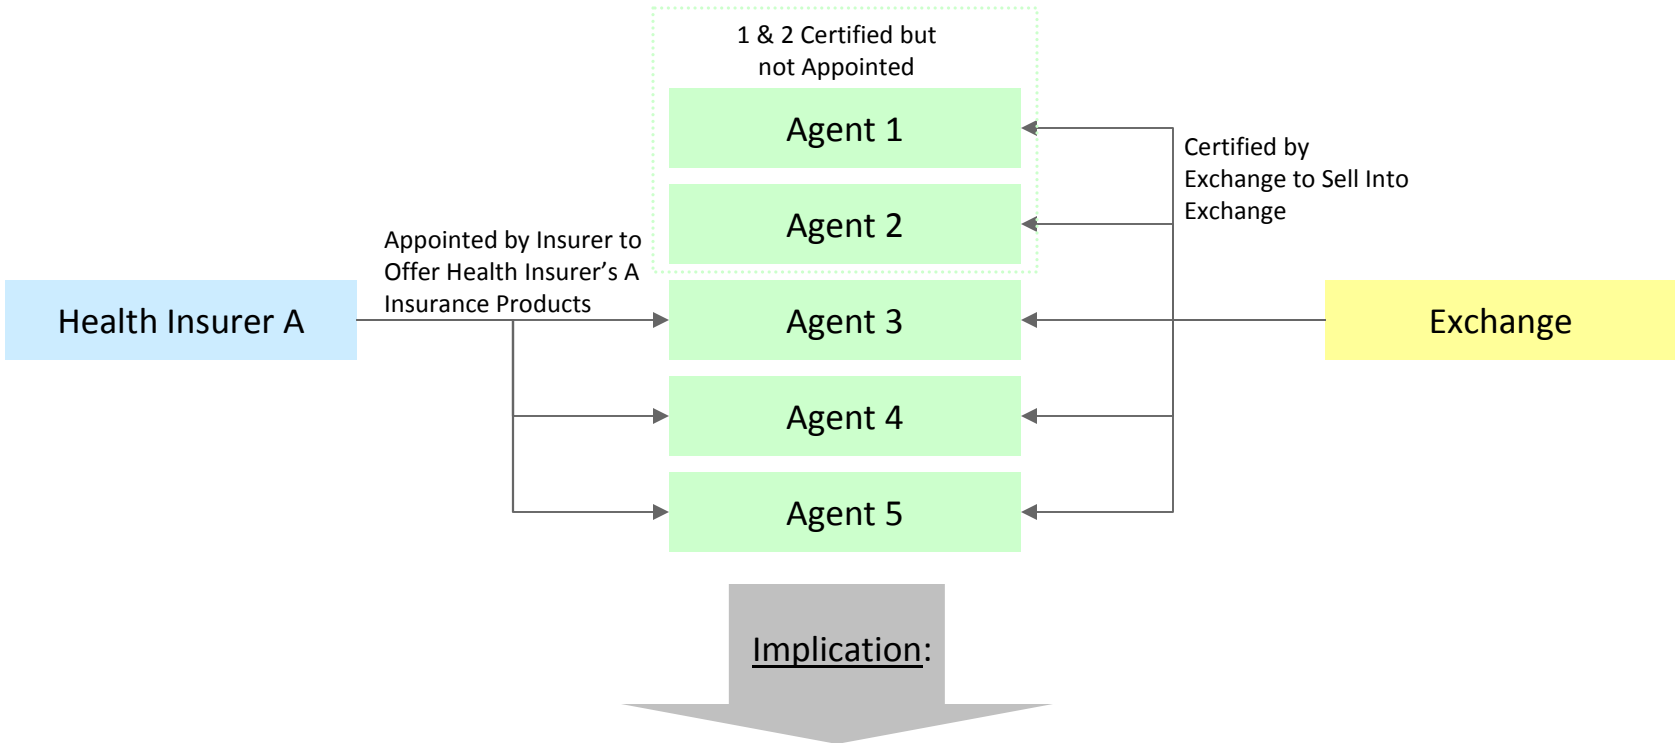 1 & 2 Certified but
not Appointed
Agent 1
Certified by
Exchange to Sell Into
Exchange
Agent 2
Appointed by Insurer to
Offer Health Insurer’s A
Insurance Products
Health Insurer A
Agent 3
Exchange
Agent 4
Agent 5
Implication: